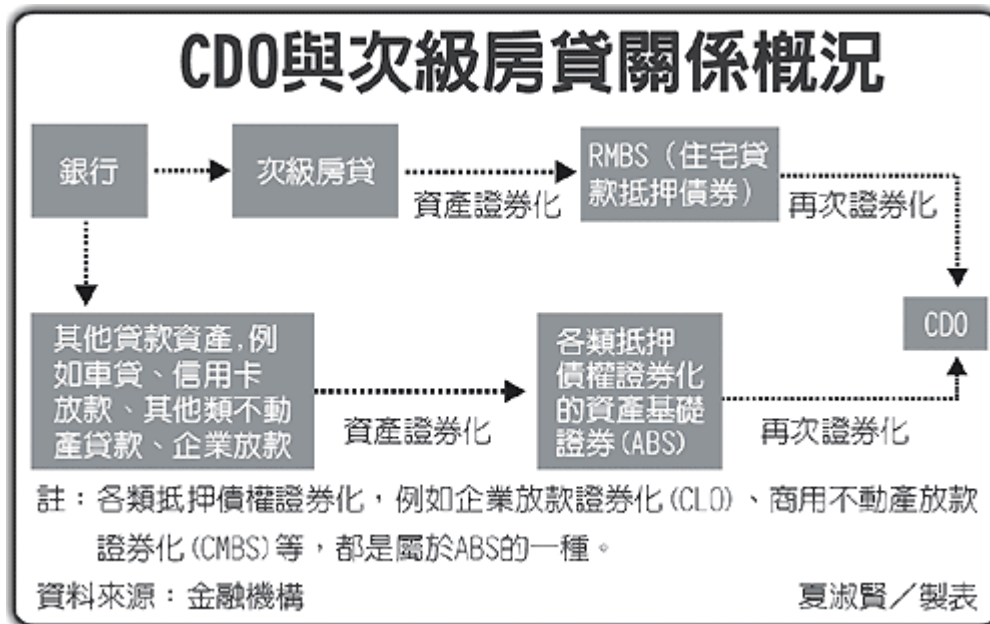 CDO與次級房貸關係概況
銀行
次級房貸
資產證券化
RMBS（住宅貸
款抵押債券）
再次證券化
CDO
其他貸款資產,例
如車貸、信用卡
放款、其他類不動
產貸款、企業放款
資產證券化
各類抵押
債權證券化
的資產基礎
證券(ABS)
再次證券化
註：各類抵押債權證券化，例如企業放款證券化(CLO)、商用不動產放款
證券化(CMBS)等，都是屬於ABS的一種。
資料來源：金融機構
夏淑賢／製表